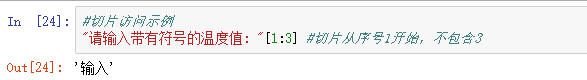 In [24]: #切片访问示例
"请输入带有符号的温度值: "[1:3] #切片从序号1开始，不包含3
Out[24]: '输入'